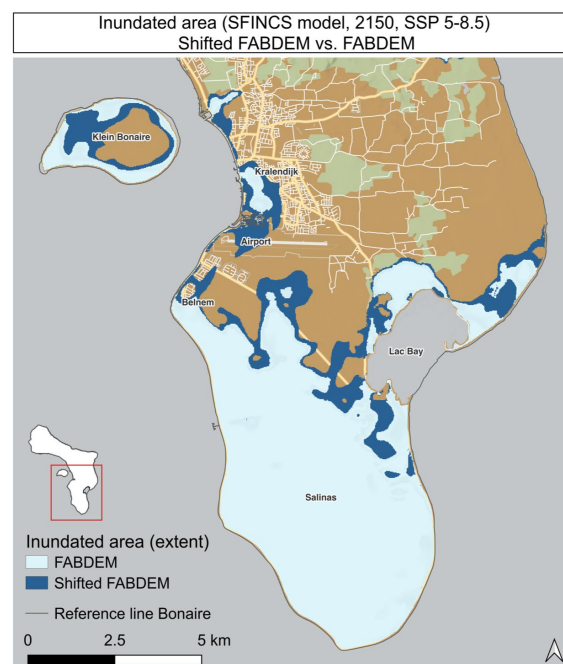 Inundated area (SFINCS model, 2150, SSP 5-8.5)
Shifted FABDEM vs. FABDEM
Klein Bonaire
Kralendijk
Airport
Belnem
Lac Bay
Salinas
Inundated area (extent)
FABDEM
Shifted FABDEM
Reference line Bonaire
0 2.5 5 km